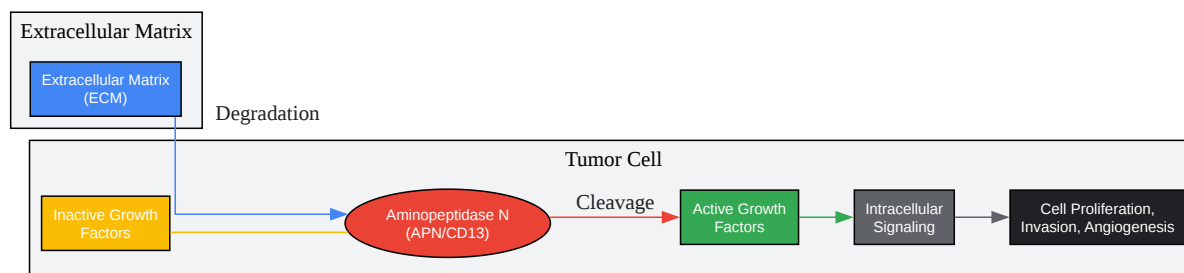 Extracellular Matrix
Extracellular Matrix
(ECM)
Degradation
Tumor Cell
Inactive Growth
Factors
Aminopeptidase N
(APN/CD13)
Cleavage
Active Growth
Factors
Intracellular
Signaling
Cell Proliferation,
Invasion, Angiogenesis